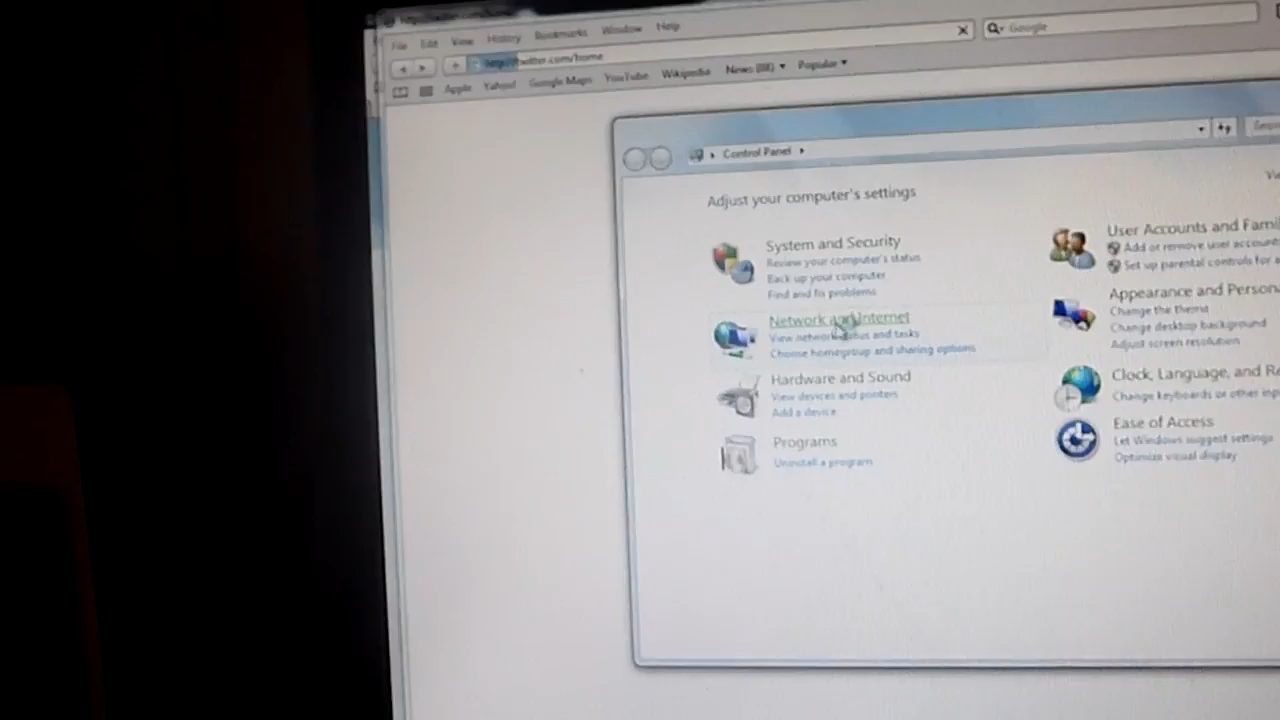 File Edit View History Bookmarks Window Help
http://twitter.com/home
Google
Apple Yahoo! Google Maps YouTube Wikipedia News Popular
Control Panel
Adjust your computer's settings
System and Security
Review your computer's status
Back up your computer
Find and fix problems
Network and Internet
View network status and tasks
Choose homegroup and sharing options
Hardware and Sound
View devices and printers
Add a device
Programs
Uninstall a program
User Accounts and Fami
Add or remove user account
Set up parental controls for a
Appearance and Person
Change the theme
Change desktop background
Adjust screen resolution
Clock, Language, and Re
Change keyboards or other inp
Ease of Access
Let Windows suggest settings
Optimize visual display